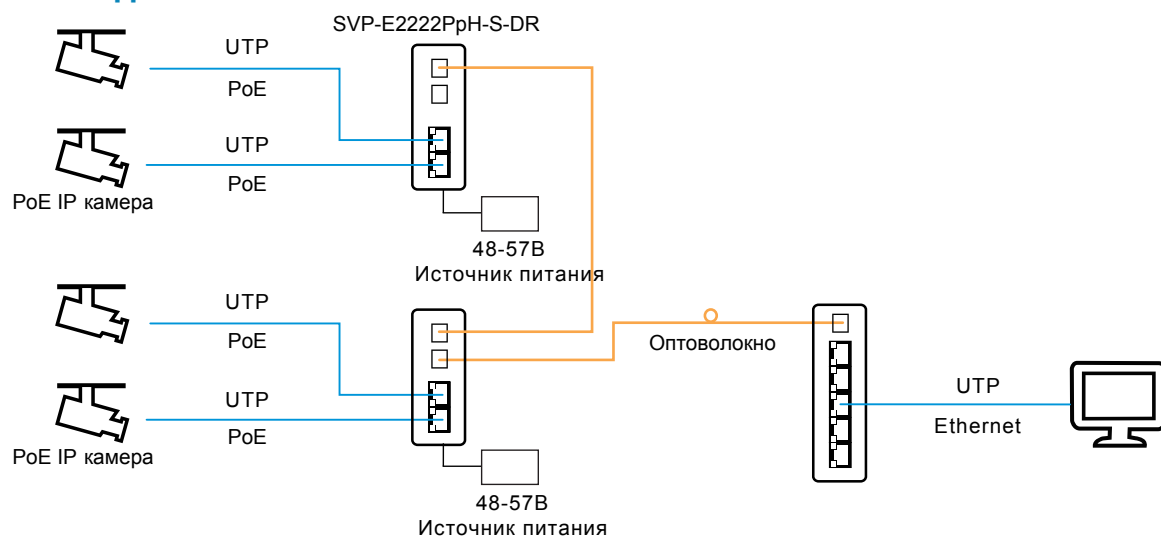 SVP-E2222PpH-S-DR
UTP
PoE
UTP
PoE
PoE IP камера
48-57В
Источник питания
UTP
PoE
Оптоволокно
UTP
PoE
PoE IP камера
UTP
Ethernet
48-57В
Источник питания